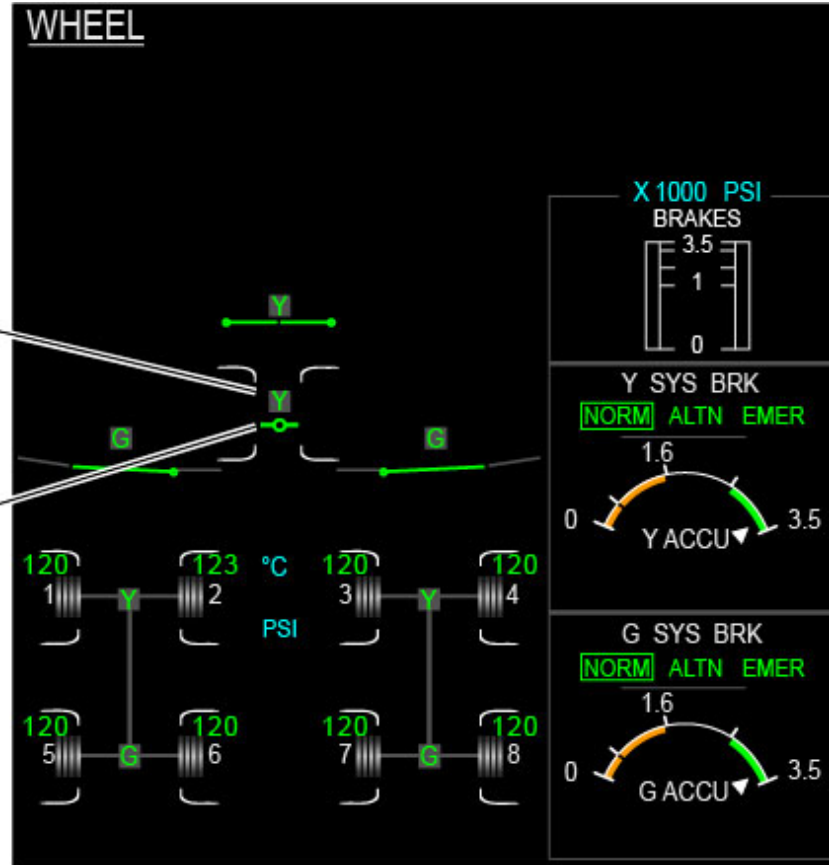 WHEEL
X 1000 PSI
BRAKES
3.5
1
0
Y
Y
G G
Y SYS BRK
NORM ALTN EMER
1.6
0 3.5
Y ACCU
120 123 °C 120 120
1 Y 2 3 Y 4
PSI
G SYS BRK
NORM ALTN EMER
1.6
0 3.5
G ACCU
120 120 120 120
5 G 6 7 G 8